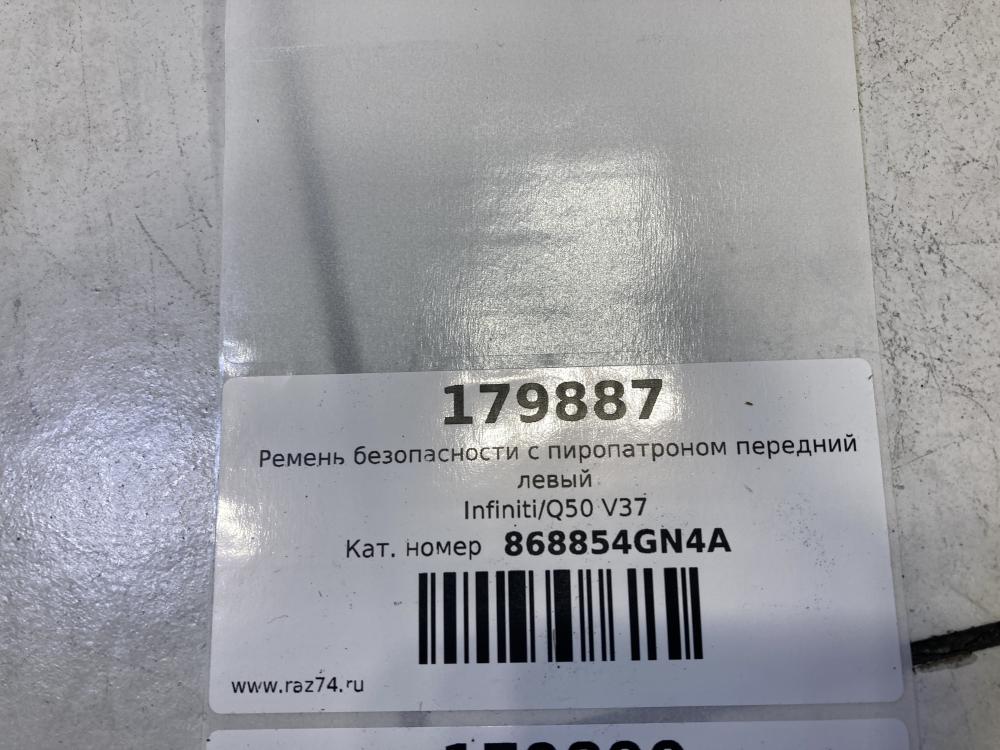 179887
Ремень безопасности с пиропатроном передний
левый
Infiniti/Q50 V37
Кат. номер 868854GN4A
www.raz74.ru